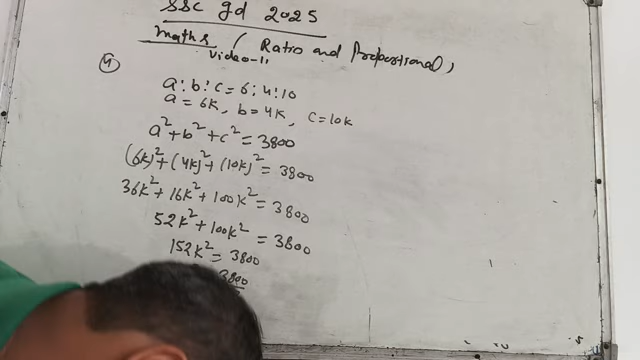 SSC gd 2025
Maths ( Ratio and Proportional),
Video-11
4
a:b:c = 6:4:10
a = 6k, b = 4k, c = 10k
a²+b²+c² = 3800
(6k)²+(4k)²+(10k)² = 3800
36k²+16k²+100k² = 3800
52k²+100k² = 3800
152k² = 3800
3800